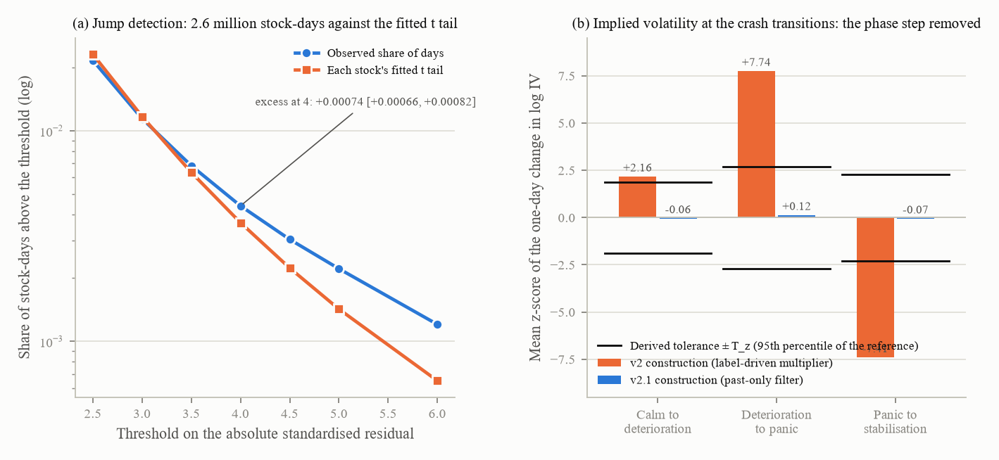 (a) Jump detection: 2.6 million stock-days against the fitted t tail
Share of stock-days above the threshold (log)
10⁻²
10⁻³
Observed share of days
Each stock's fitted t tail
excess at 4: +0.00074 [+0.00066, +0.00082]
2.5 3.0 3.5 4.0 4.5 5.0 5.5 6.0
Threshold on the absolute standardised residual
(b) Implied volatility at the crash transitions: the phase step removed
Mean z-score of the one-day change in log IV
7.5
5.0
2.5
0.0
−2.5
−5.0
−7.5
+2.16
-0.06
+7.74
+0.12
-0.07
Derived tolerance ± T_z (95th percentile of the reference)
v2 construction (label-driven multiplier)
v2.1 construction (past-only filter)
Calm to
deterioration
Deterioration
to panic
Panic to
stabilisation